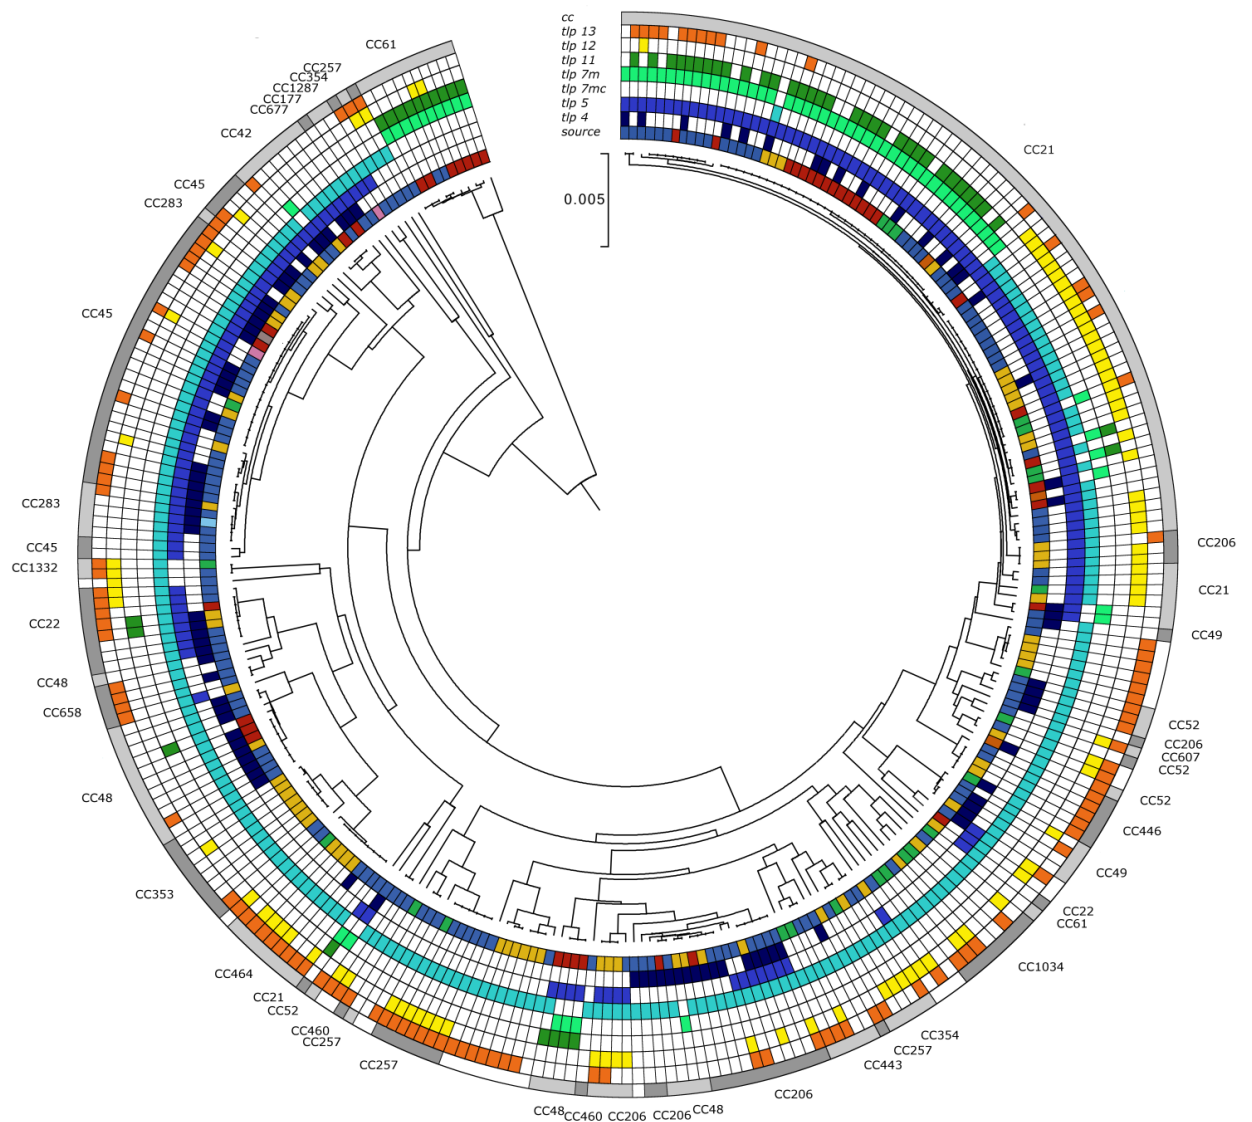 cc
tlp 13
tlp 12
tlp 11
tlp 7m
tlp 7mc
tlp 5
tlp 4
source
0.005
CC21
CC206
CC21
CC49
CC52
CC206
CC607
CC52
CC52
CC446
CC49
CC22
CC61
CC1034
CC354
CC257
CC443
CC206
CC48
CC206
CC206
CC460
CC48
CC257
CC257
CC460
CC52
CC21
CC464
CC353
CC48
CC658
CC48
CC22
CC1332
CC45
CC283
CC45
CC283
CC45
CC42
CC677
CC177
CC1287
CC354
CC257
CC61